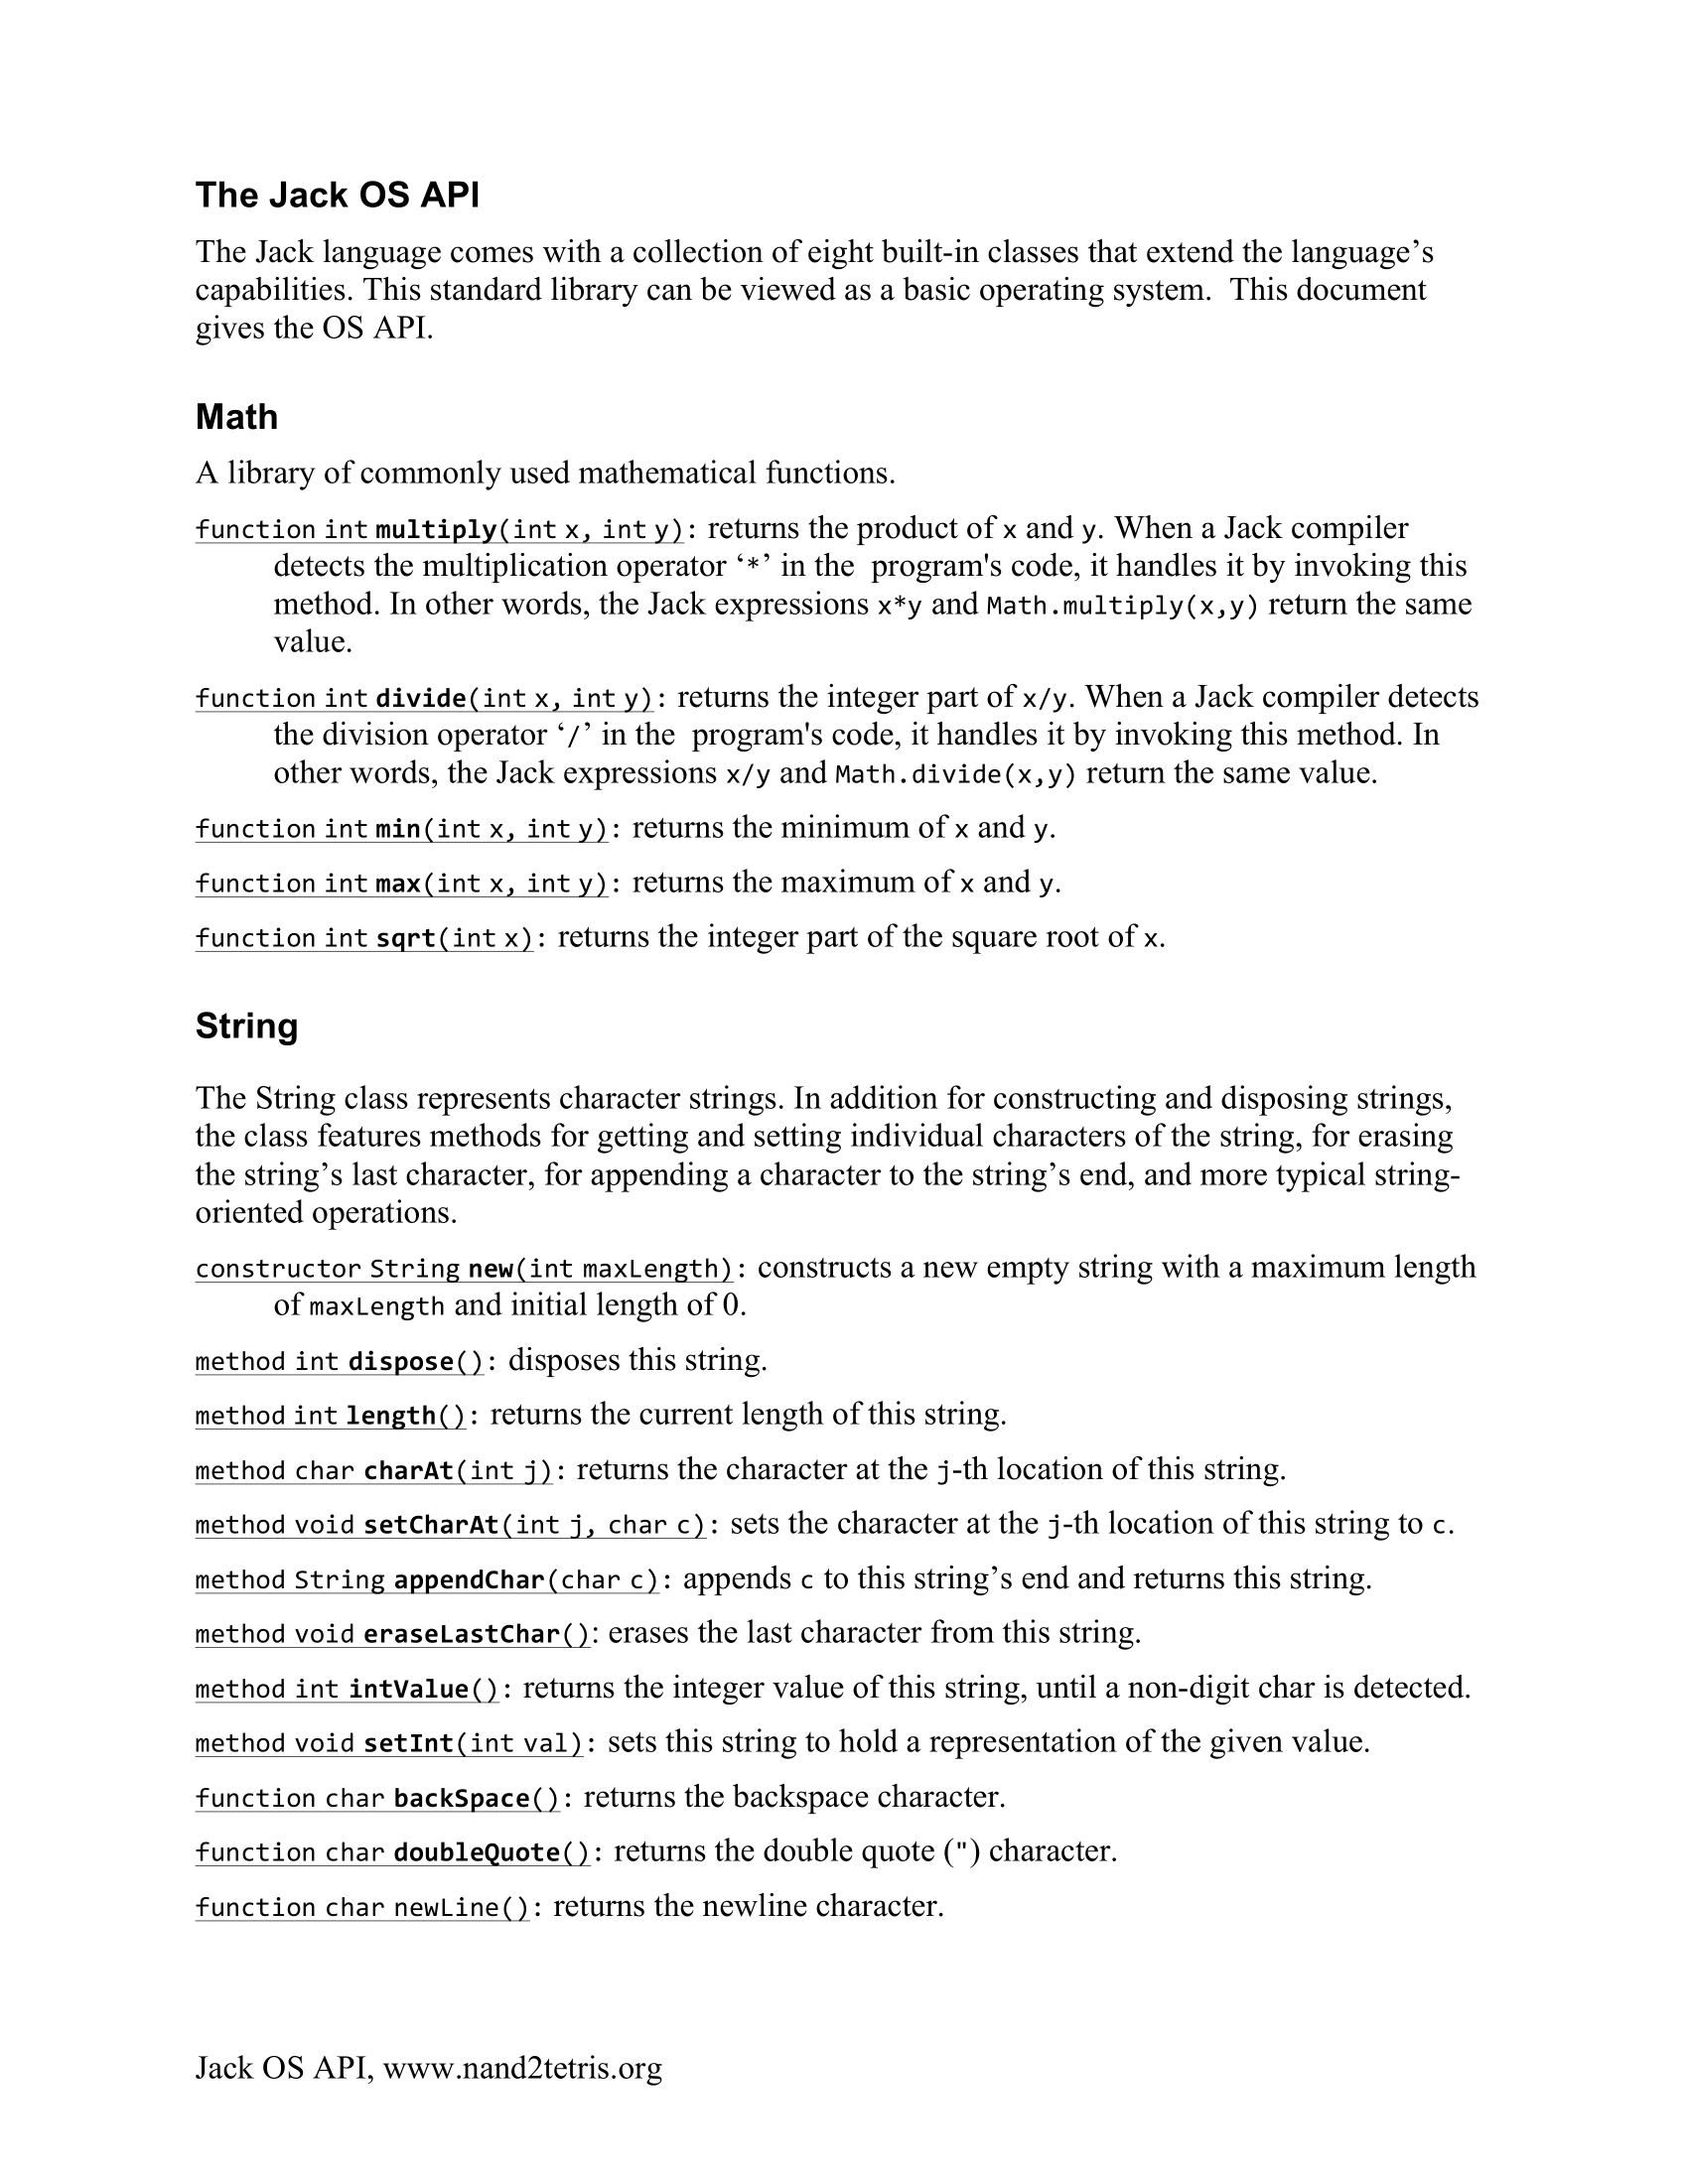 The Jack OS API
The Jack language comes with a collection of eight built-in classes that extend the language’s
capabilities. This standard library can be viewed as a basic operating system.  This document
gives the OS API.
Math
A library of commonly used mathematical functions.
function int multiply(int x, int y): returns the product of x and y. When a Jack compiler
detects the multiplication operator ‘*’ in the  program's code, it handles it by invoking this
method. In other words, the Jack expressions x*y and Math.multiply(x,y) return the same
value.
function int divide(int x, int y): returns the integer part of x/y. When a Jack compiler detects
the division operator ‘/’ in the  program's code, it handles it by invoking this method. In
other words, the Jack expressions x/y and Math.divide(x,y) return the same value.
function int min(int x, int y): returns the minimum of x and y.
function int max(int x, int y): returns the maximum of x and y.
function int sqrt(int x): returns the integer part of the square root of x.
String
The String class represents character strings. In addition for constructing and disposing strings,
the class features methods for getting and setting individual characters of the string, for erasing
the string’s last character, for appending a character to the string’s end, and more typical string-
oriented operations.
constructor String new(int maxLength): constructs a new empty string with a maximum length
of maxLength and initial length of 0.
method int dispose(): disposes this string.
method int length(): returns the current length of this string.
method char charAt(int j): returns the character at the j-th location of this string.
method void setCharAt(int j, char c): sets the character at the j-th location of this string to c.
method String appendChar(char c): appends c to this string’s end and returns this string.
method void eraseLastChar(): erases the last character from this string.
method int intValue(): returns the integer value of this string, until a non-digit char is detected.
method void setInt(int val): sets this string to hold a representation of the given value.
function char backSpace(): returns the backspace character.
function char doubleQuote(): returns the double quote (") character.
function char newLine(): returns the newline character.
Jack OS API, www.nand2tetris.org